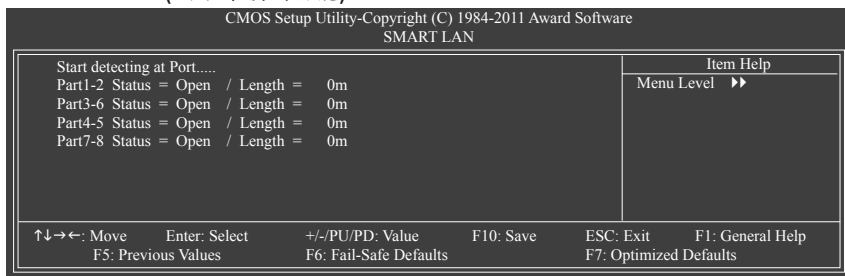 CMOS Setup Utility-Copyright (C) 1984-2011 Award Software
SMART LAN
Start detecting at Port.....
Part1-2 Status = Open / Length = 0m
Part3-6 Status = Open / Length = 0m
Part4-5 Status = Open / Length = 0m
Part7-8 Status = Open / Length = 0m
Item Help
Menu Level ▶▶
↑↓→←: Move Enter: Select +/-/PU/PD: Value F10: Save ESC: Exit F1: General Help
F5: Previous Values F6: Fail-Safe Defaults F7: Optimized Defaults